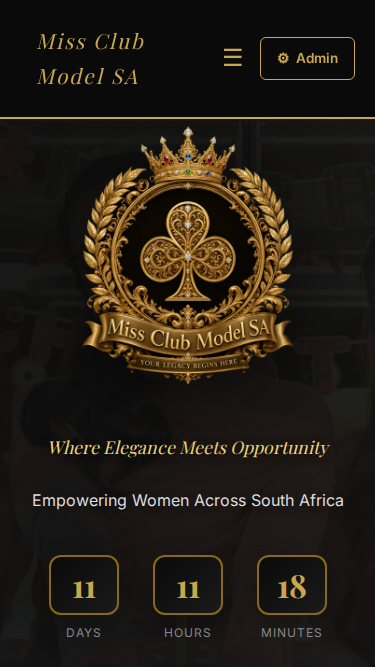 Miss Club
Model SA
☰
⚙ Admin
Miss Club Model SA
YOUR LEGACY BEGINS HERE
Where Elegance Meets Opportunity
Empowering Women Across South Africa
11 11 18
DAYS HOURS MINUTES